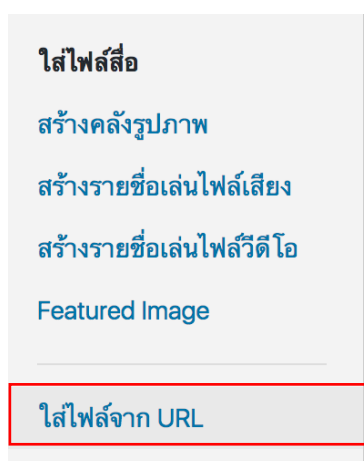 ใส่ไฟล์สื่อ
สร้างคลังรูปภาพ
สร้างรายชื่อเล่นไฟล์เสียง
สร้างรายชื่อเล่นไฟล์วีดีโอ
Featured Image
ใส่ไฟล์จาก URL